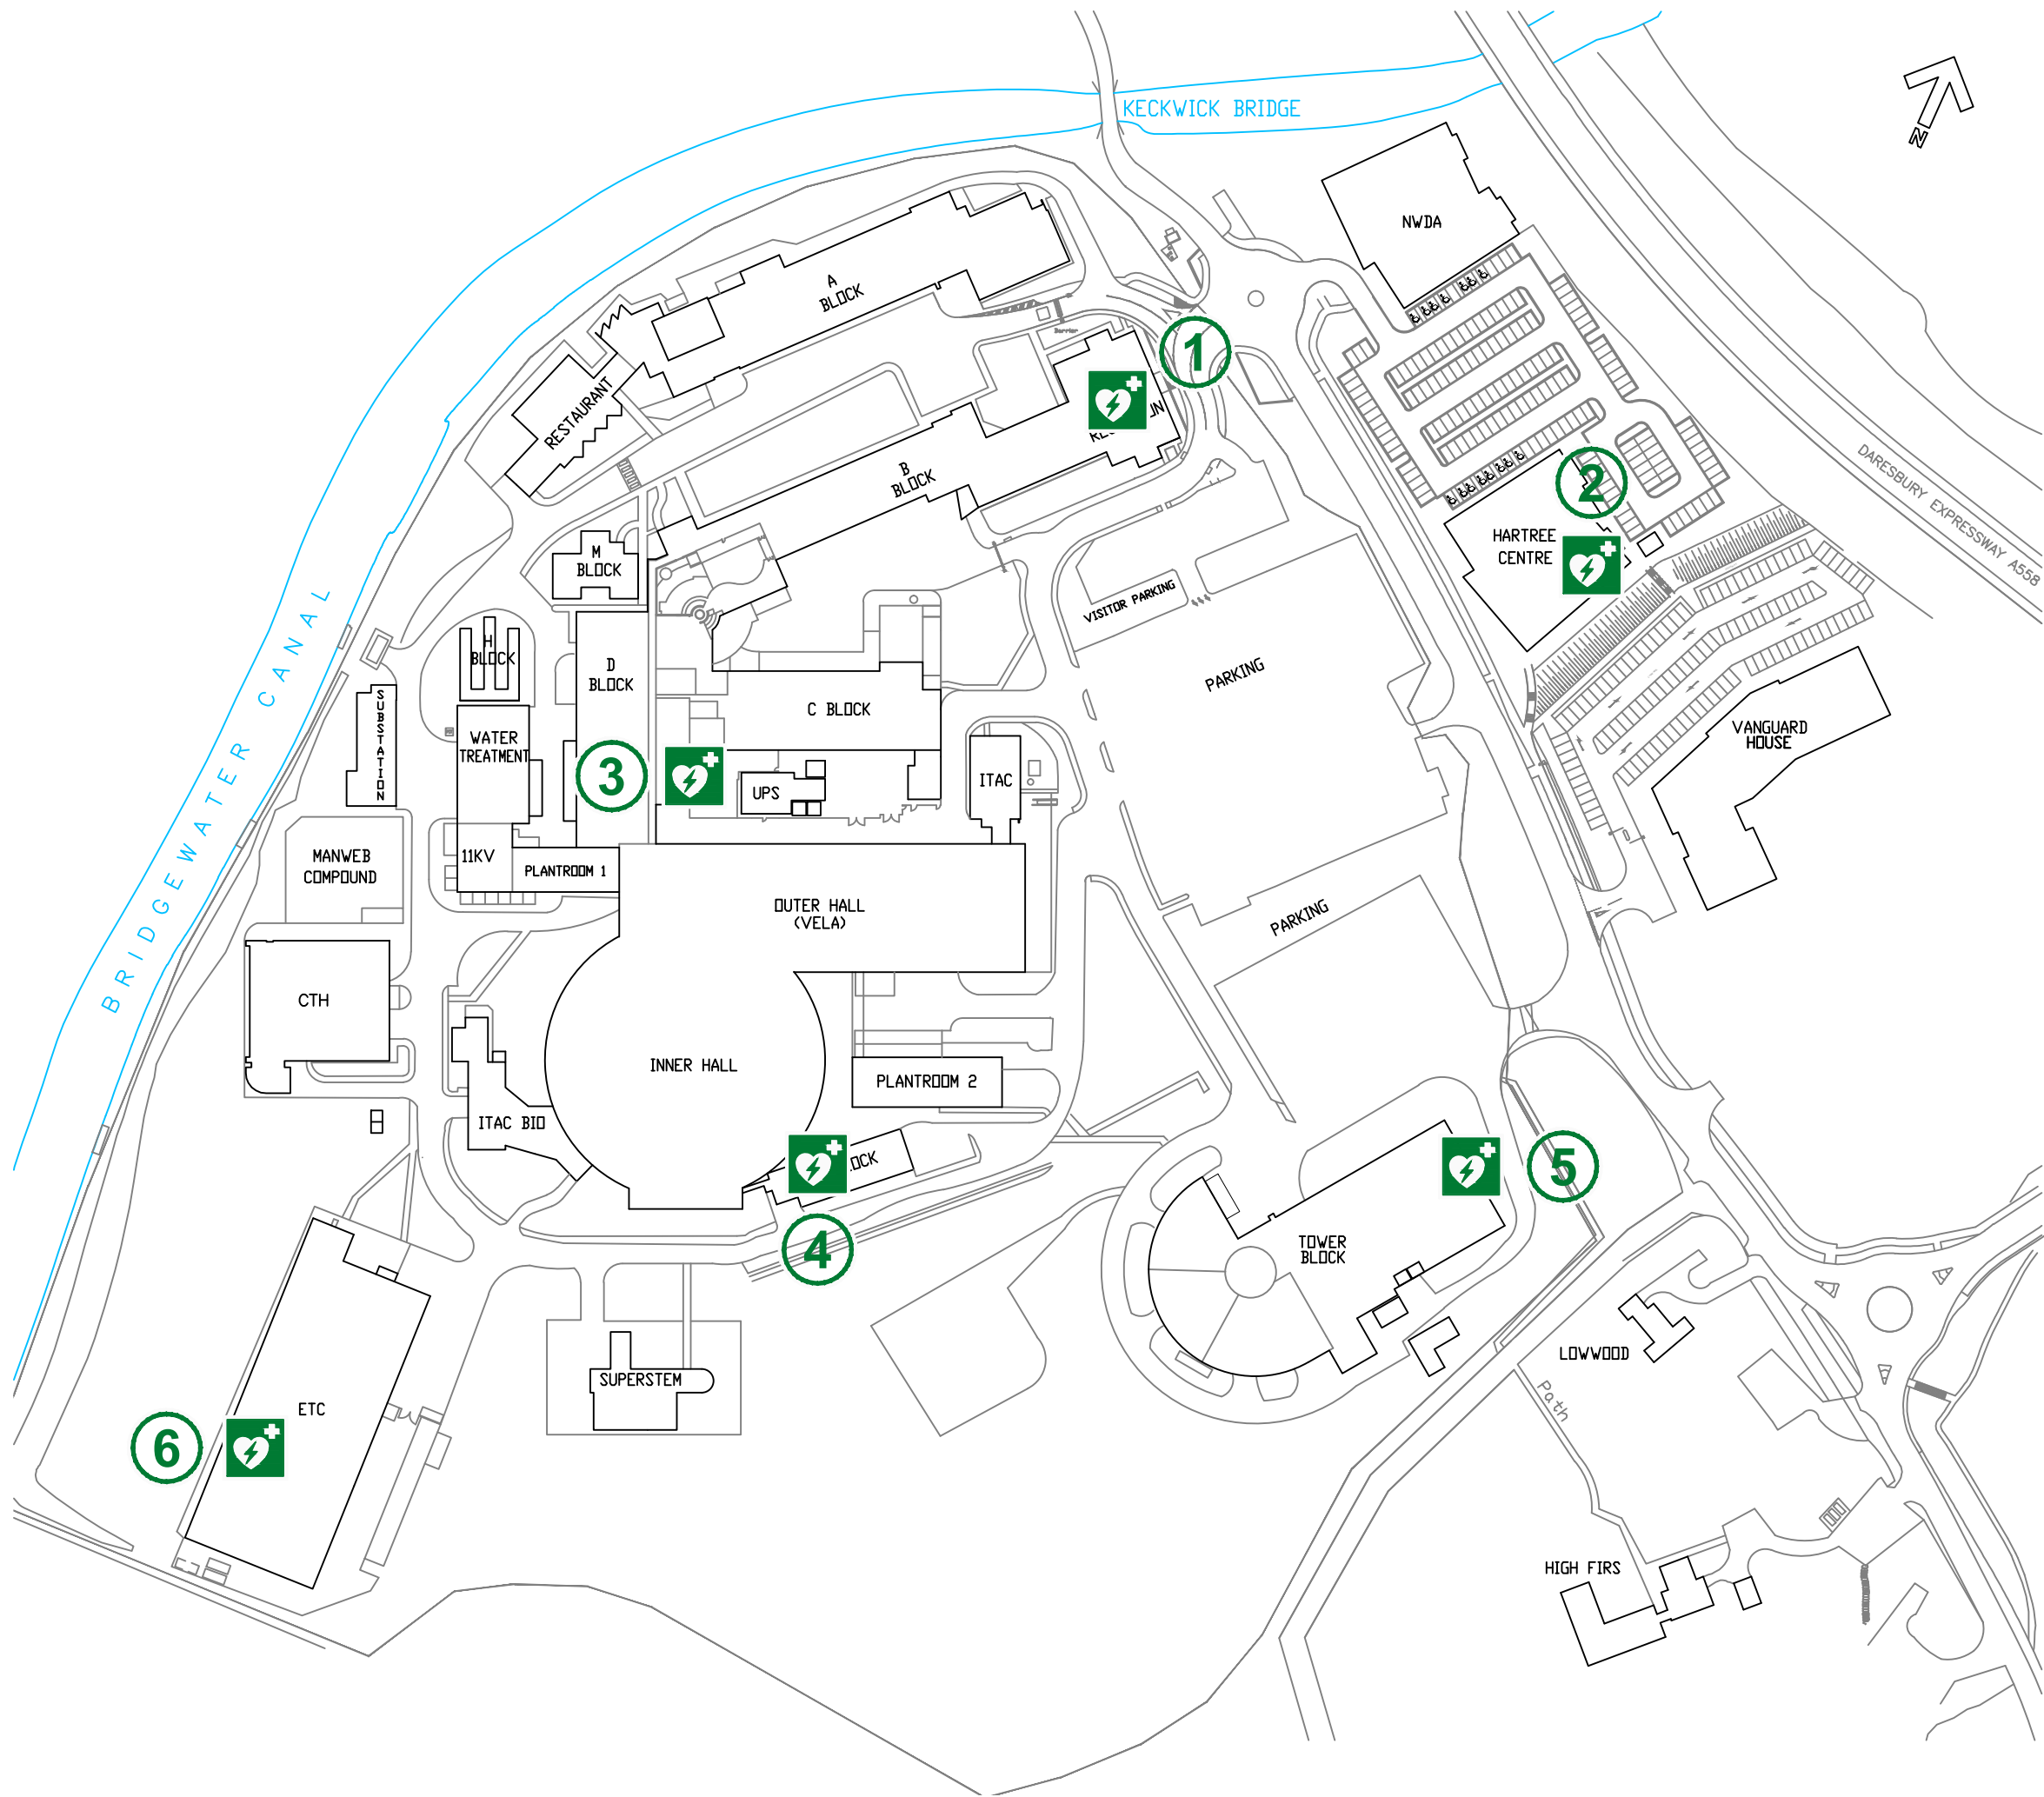 KECKWICK BRIDGE
N
NWDA
A
BLOCK
Barrier
1
RESTAURANT
B
BLOCK
2
DARESBURY EXPRESSWAY A558
HARTREE
CENTRE
M
BLOCK
VISITOR PARKING
H
BLOCK
D
BLOCK
PARKING
SUBSTATION
C BLOCK
WATER
TREATMENT
VANGUARD
HOUSE
3
UPS
ITAC
BRIDGEWATER CANAL
MANWEB
COMPOUND
11KV
PLANTROOM 1
OUTER HALL
(VELA)
PARKING
CTH
INNER HALL
PLANTROOM 2
ITAC BIO
5
4
TOWER
BLOCK
LOWWOOD
SUPERSTEM
Path
ETC
6
HIGH FIRS